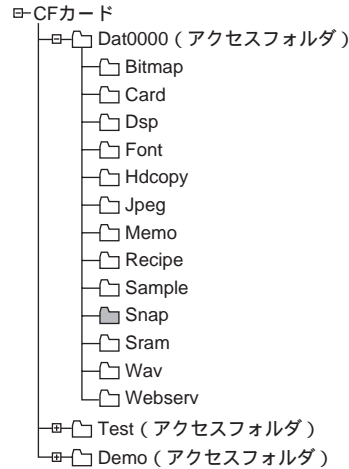 CFカード
Dat0000（アクセスフォルダ）
Bitmap
Card
Dsp
Font
Hdcopy
Jpeg
Memo
Recipe
Sample
Snap
Sram
Wav
Webserv
Test（アクセスフォルダ）
Demo（アクセスフォルダ）